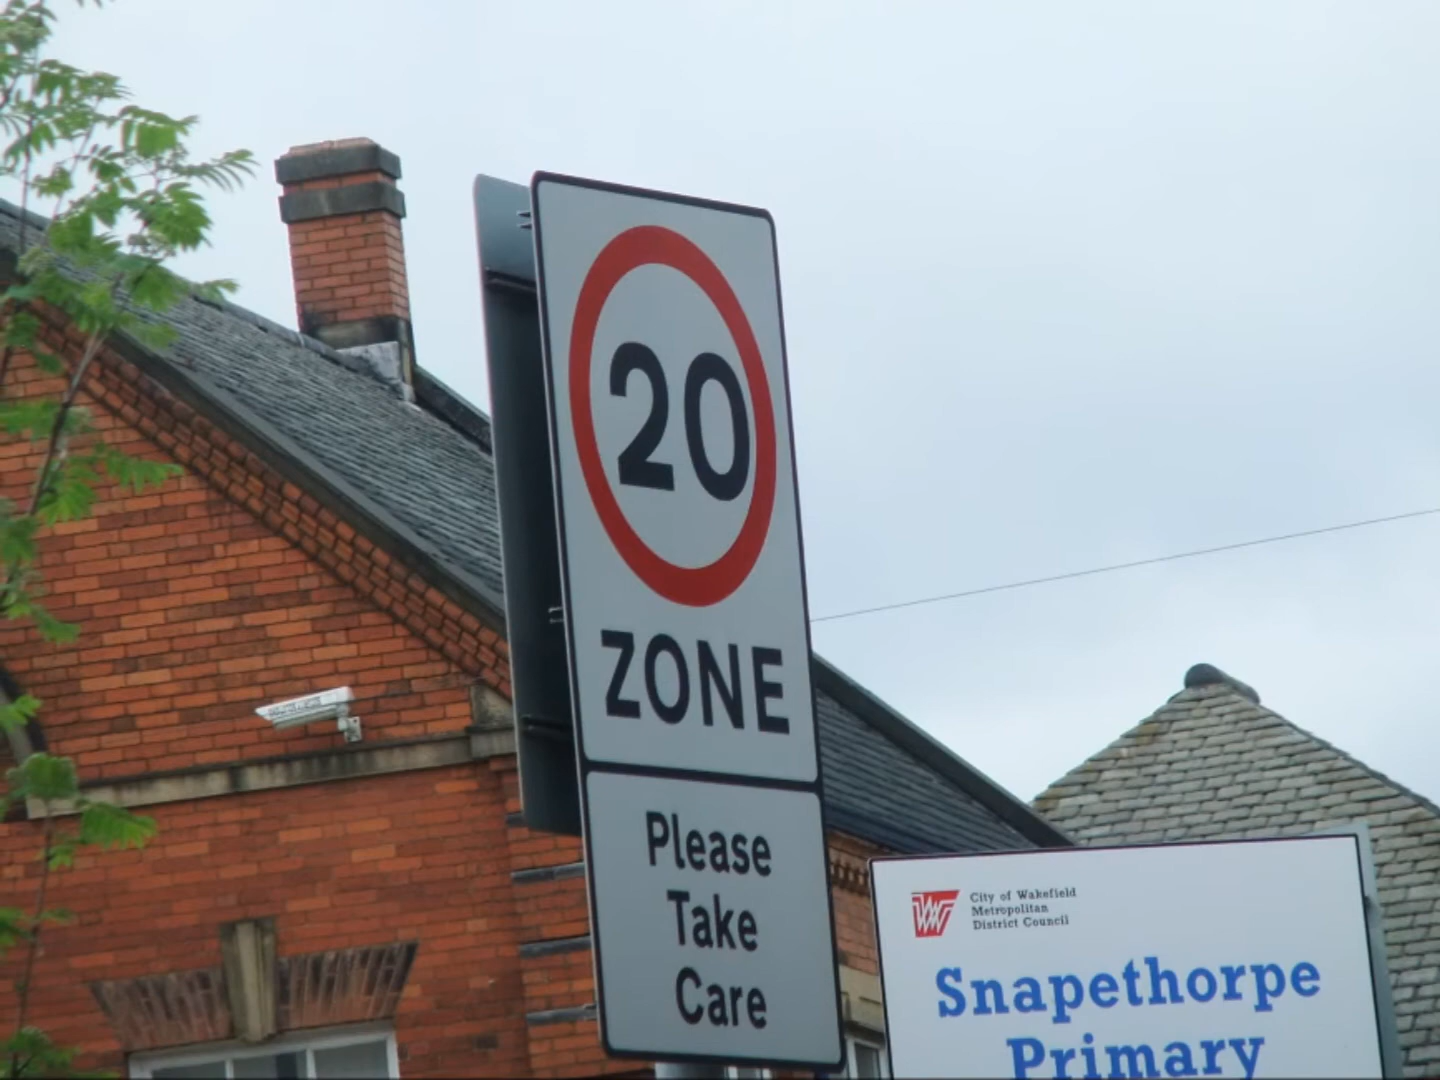 20
ZONE
Please
Take
Care
City of Wakefield
Metropolitan
District Council
Snapethorpe
Primary